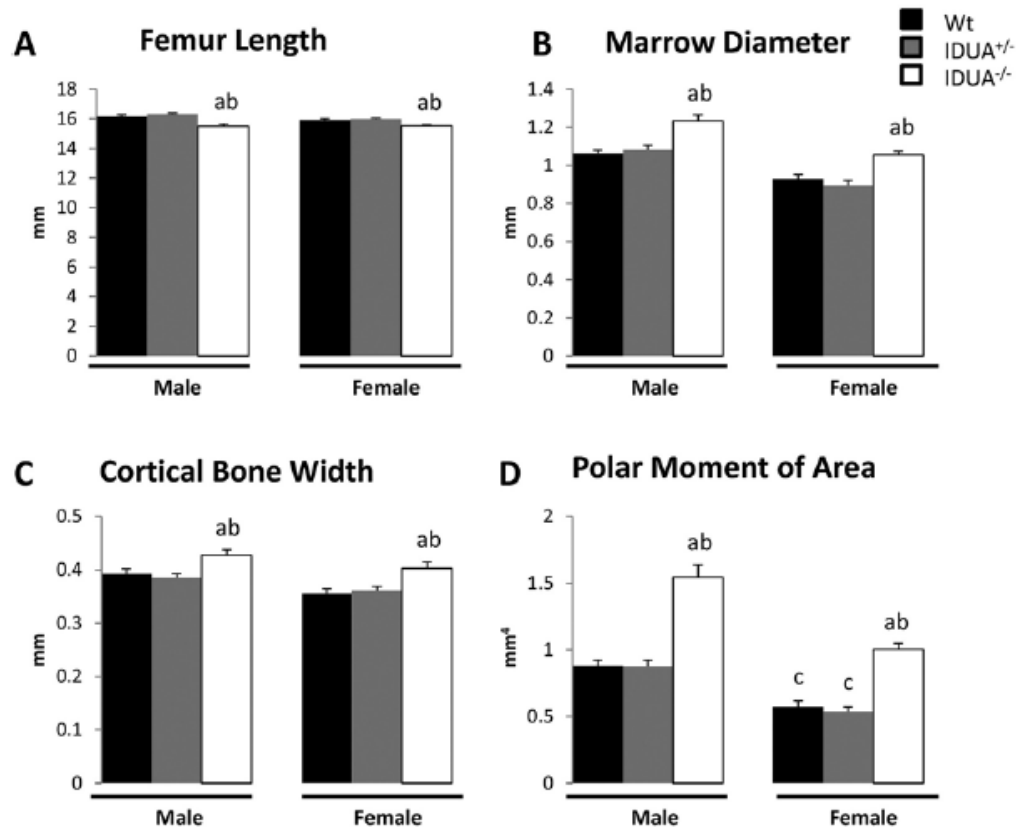 A Femur Length
B Marrow Diameter
Wt
IDUA+/-
IDUA-/-
18
16
14
12
10
8
6
4
2
0
mm
ab
ab
Male
Female
1.4
1.2
1
0.8
0.6
0.4
0.2
0
mm
ab
ab
Male
Female
C Cortical Bone Width
0.5
0.4
0.3
0.2
0.1
0
mm
ab
ab
Male
Female
D Polar Moment of Area
2
1.5
1
0.5
0
mm⁴
ab
c
c
ab
Male
Female